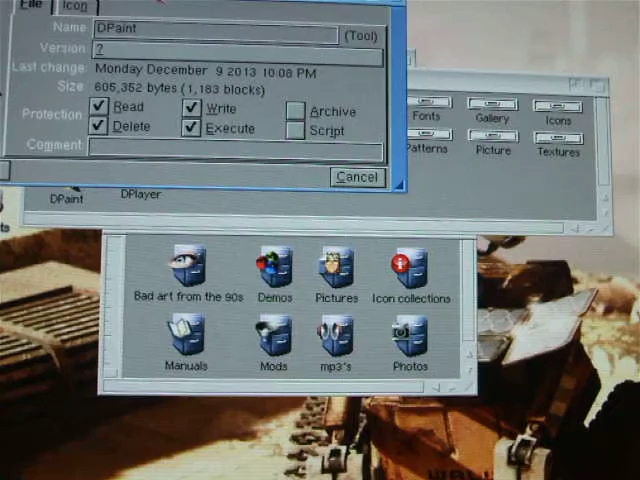 File Icon
Name DPaint (Tool)
Version ?
Last change: Monday December 9 2013 10:08 PM
Size 605,352 bytes (1,183 blocks)
Protection Read Write Archive
Delete Execute Script
Comment
Cancel
Fonts Gallery Icons
Patterns Picture Textures
DPaint DPlayer
Bad art from the 90s Demos Pictures Icon collections
Manuals Mods mp3's Photos
WALL